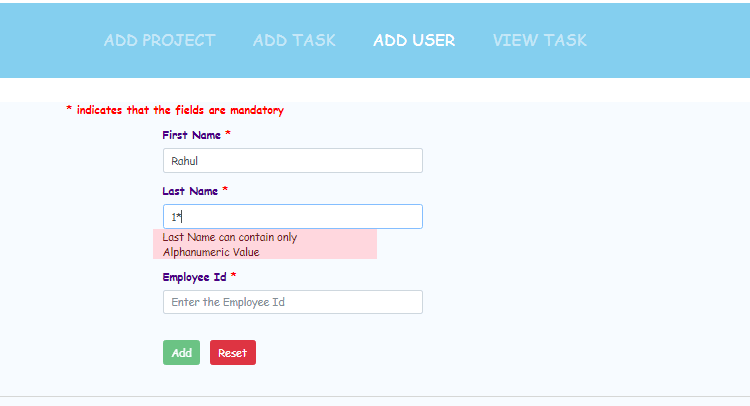 ADD PROJECT ADD TASK ADD USER VIEW TASK
* indicates that the fields are mandatory
First Name *
Rahul
Last Name *
1*
Last Name can contain only
Alphanumeric Value
Employee Id *
Enter the Employee Id
Add Reset